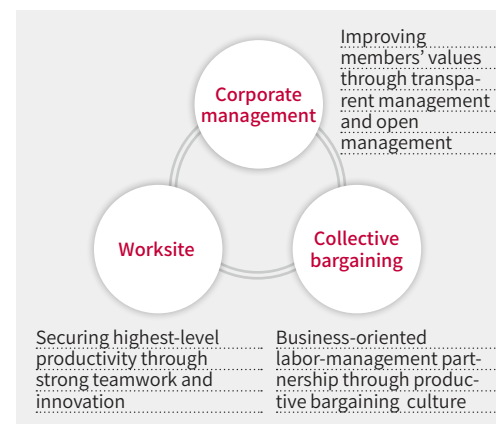 Improving
members’ values
through transpa-
rent management
and open
management
Corporate
management
Worksite
Collective
bargaining
Securing highest-level
productivity through
strong teamwork and
innovation
Business-oriented
labor-management part-
nership through produc-
tive bargaining culture